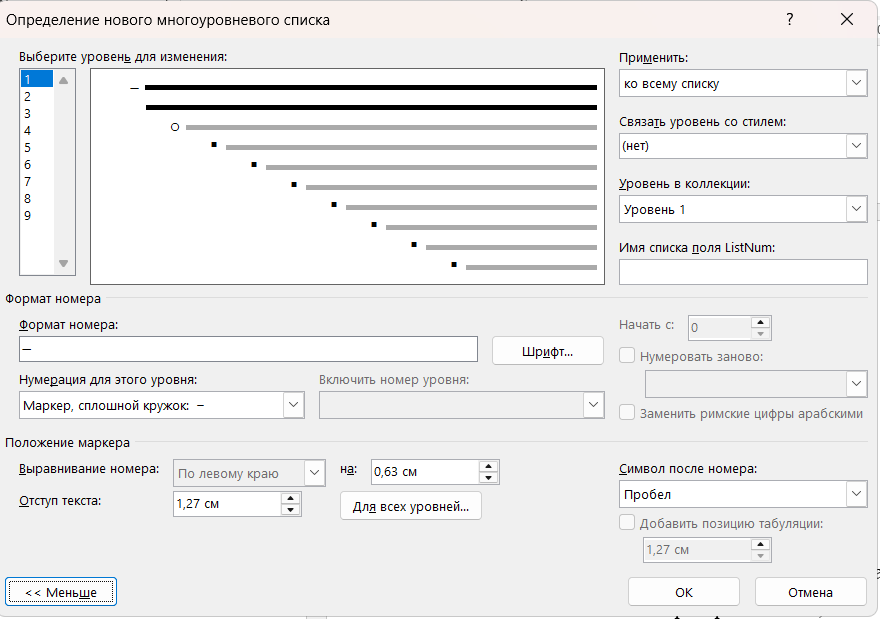 Определение нового многоуровневого списка
?
Выберите уровень для изменения:
1
2
3
4
5
6
7
8
9
Применить:
ко всему списку
Связать уровень со стилем:
(нет)
Уровень в коллекции:
Уровень 1
Имя списка поля ListNum:
Формат номера
Формат номера:
–
Шрифт...
Начать с:
0
Нумеровать заново:
Нумерация для этого уровня:
Маркер, сплошной кружок: –
Включить номер уровня:
Заменить римские цифры арабскими
Положение маркера
Выравнивание номера:
По левому краю
на:
0,63 см
Символ после номера:
Пробел
Отступ текста:
1,27 см
Для всех уровней...
Добавить позицию табуляции:
1,27 см
<< Меньше
ОК
Отмена